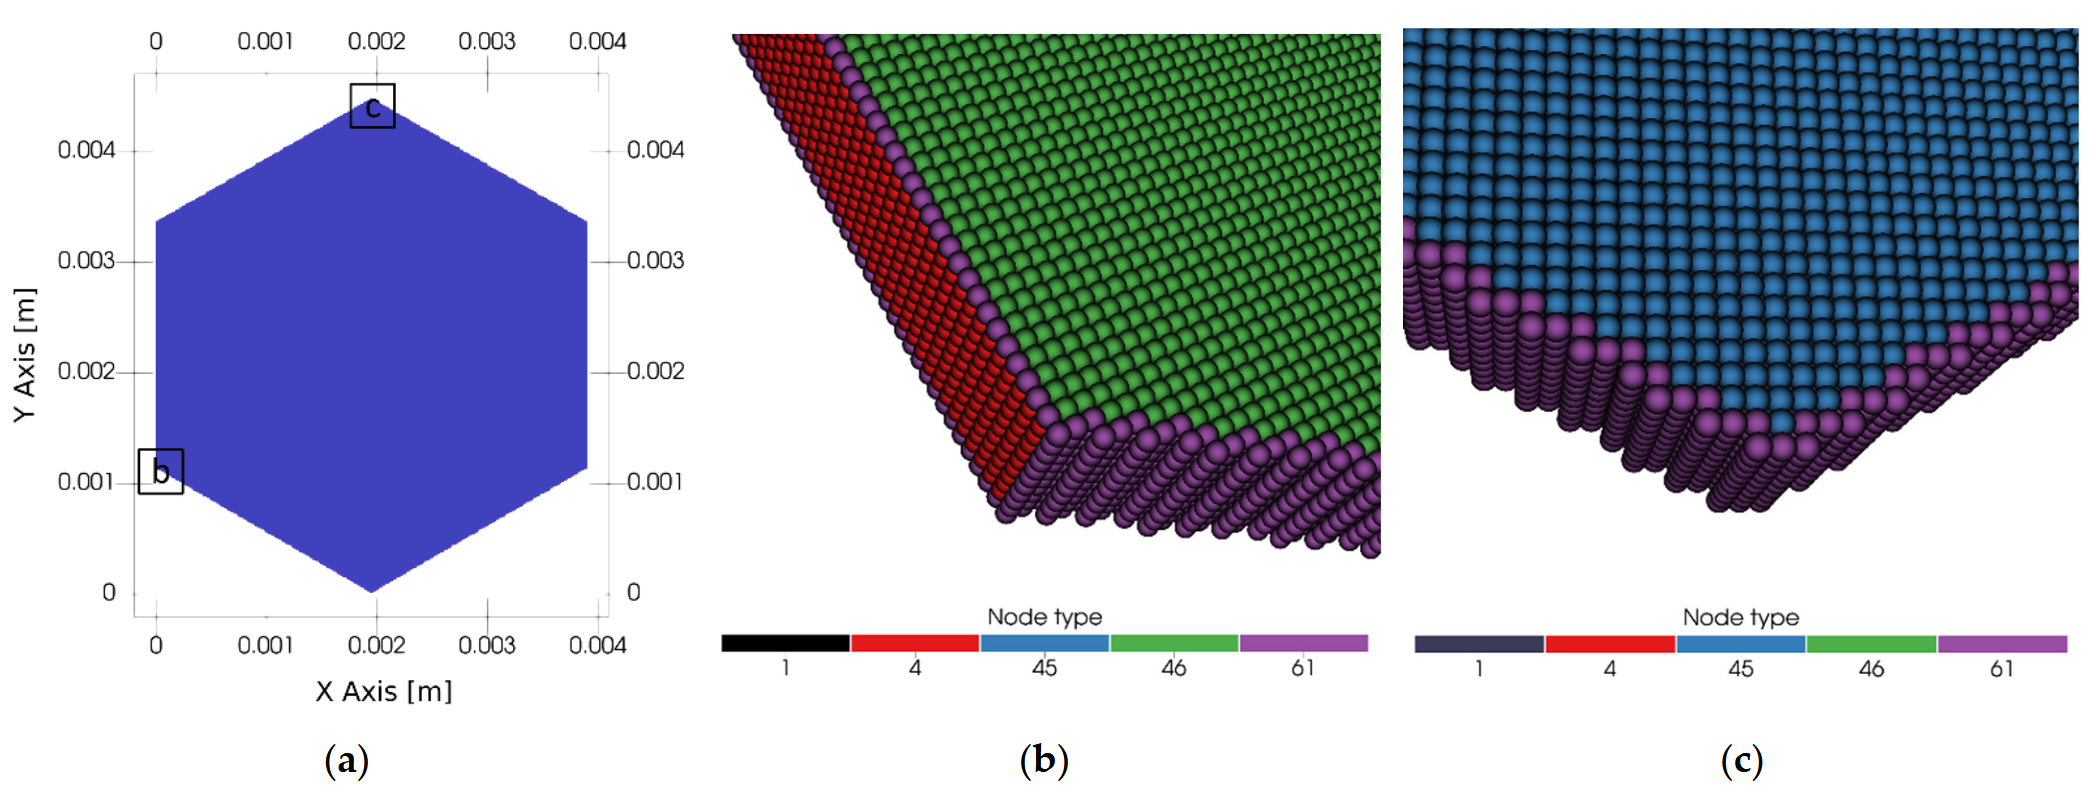 0 0.001 0.002 0.003 0.004
c
0.004 0.004
0.003 0.003
0.002 0.002
b
0.001 0.001
0 0
Y Axis [m]
0 0.001 0.002 0.003 0.004
X Axis [m]
(a)
Node type
1 4 45 46 61
(b)
Node type
1 4 45 46 61
(c)